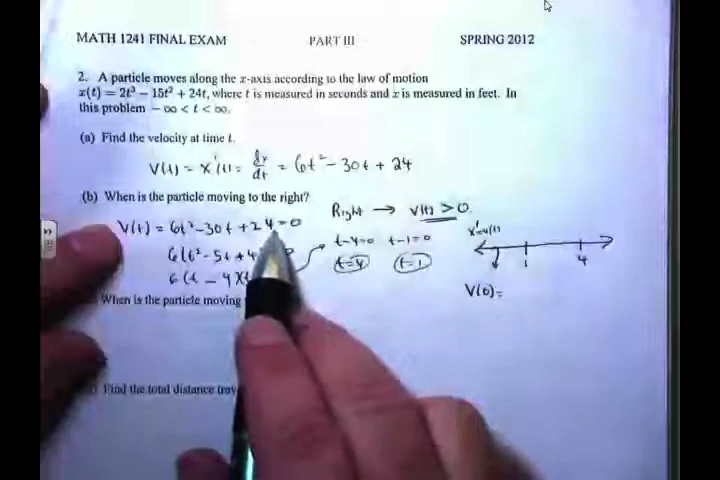 MATH 1241 FINAL EXAM PART III SPRING 2012
2. A particle moves along the x-axis according to the law of motion
x(t) = 2t³ − 15t² + 24t, where t is measured in seconds and x is measured in feet. In
this problem − ∞ < t < ∞.
(a) Find the velocity at time t.
V(t) = x'(t) = dx/dt = 6t² − 30t + 24
(b) When is the particle moving to the right?
Right → V(t) > 0
V(t) = 6t² − 30t + 24 = 0
6(t² − 5t + 4
t−4=0 t−1=0
x'=v(t)
6(t − 4)(t
t=4 t=1
1 4
V(0)=
When is the particle moving
Find the total distance